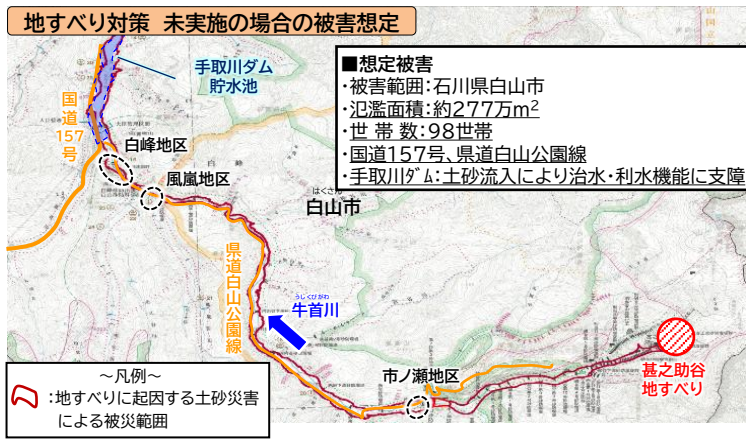 地すべり対策 未実施の場合の被害想定
手取川ダム
貯水池
国道157号
白峰地区
風嵐地区
■想定被害
・被害範囲：石川県白山市
・氾濫面積：約277万m²
・世 帯 数：98世帯
・国道157号、県道白山公園線
・手取川ﾀﾞﾑ：土砂流入により治水・利水機能に支障
はくさん
白山市
県道白山公園線
うしくびがわ
牛首川
市ノ瀬地区
甚之助谷
地すべり
～凡例～
：地すべりに起因する土砂災害
による被災範囲